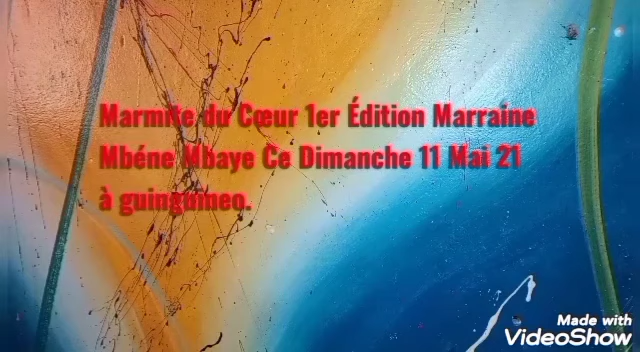 Marmite du Cœur 1er Édition Marraine
Mbéne Mbaye Ce Dimanche 11 Mai 21
à guinguineo.
Made with
VideoShow